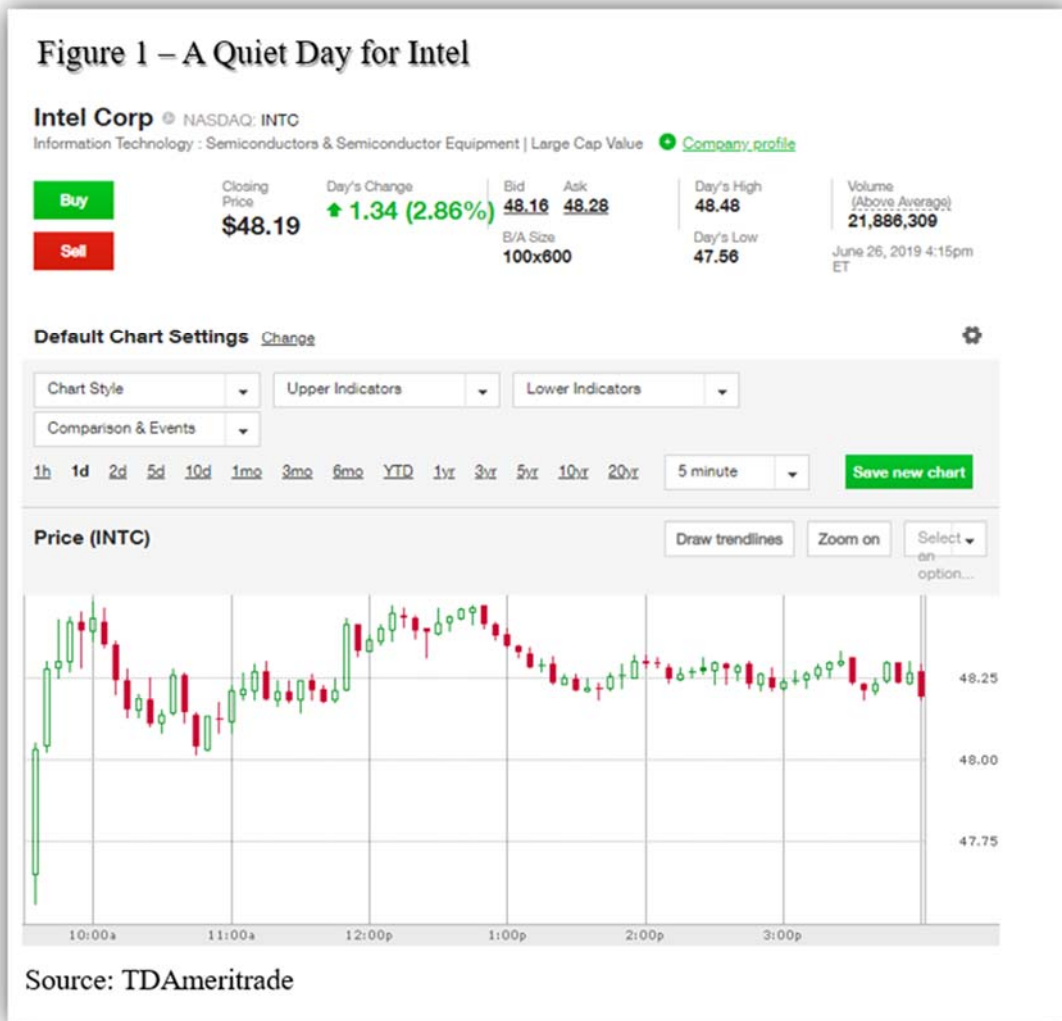 Figure 1 – A Quiet Day for Intel
Intel Corp NASDAQ: INTC
Information Technology : Semiconductors & Semiconductor Equipment | Large Cap Value Company profile
Buy
Sell
Closing
Price
$48.19
Day's Change
1.34 (2.86%)
Bid Ask
48.16 48.28
B/A Size
100x600
Day's High
48.48
Day's Low
47.56
Volume
(Above Average)
21,886,309
June 26, 2019 4:15pm
ET
Default Chart Settings Change
Chart Style Upper Indicators Lower Indicators
Comparison & Events
1h 1d 2d 5d 10d 1mo 3mo 6mo YTD 1yr 3yr 5yr 10yr 20yr 5 minute Save new chart
Price (INTC) Draw trendlines Zoom on Select
an
option...
48.25
48.00
47.75
10:00a 11:00a 12:00p 1:00p 2:00p 3:00p
Source: TDAmeritrade